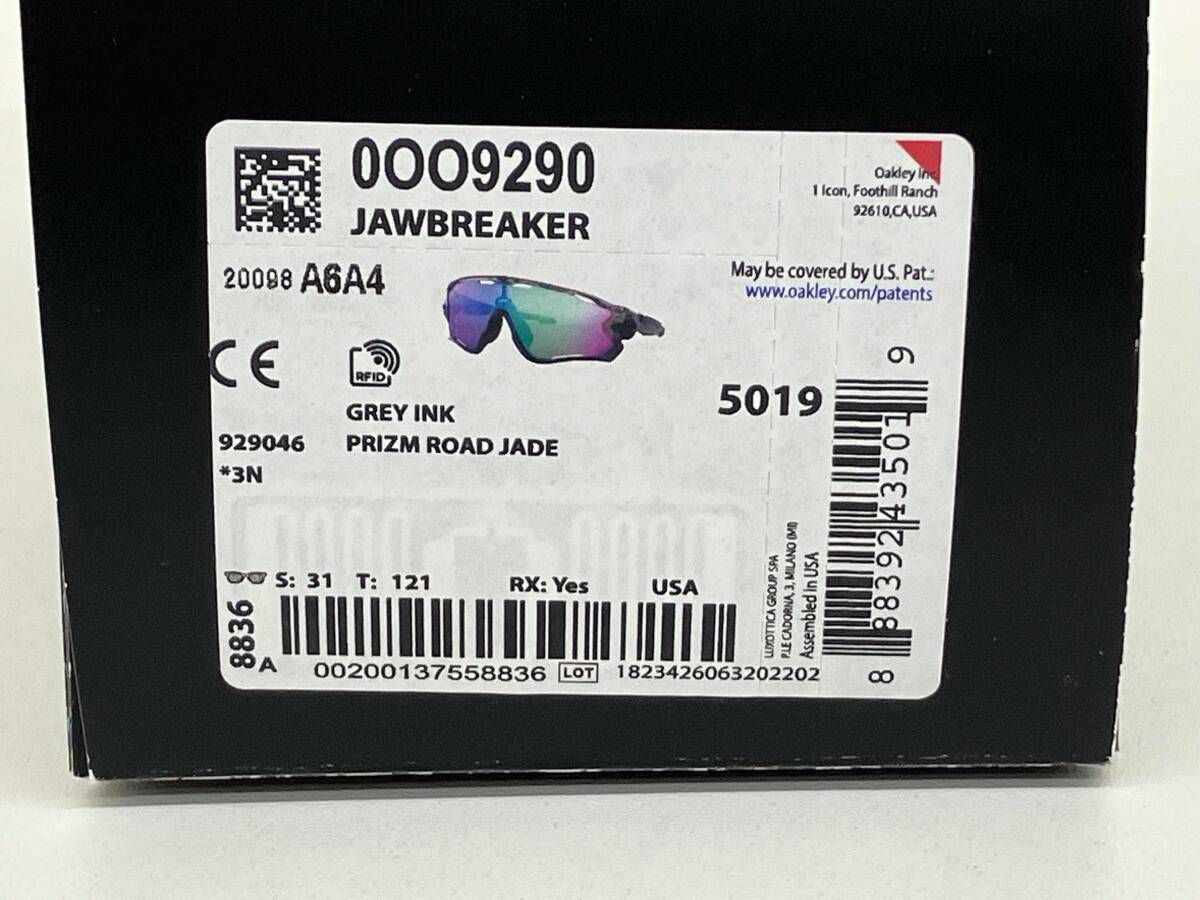 0OO9290
JAWBREAKER
Oakley Inc
1 Icon, Foothill Ranch
92610,CA,USA
20098 A6A4
May be covered by U.S. Pat.:
www.oakley.com/patents
CE
RFID
GREY INK
929046 PRIZM ROAD JADE
*3N
5019
S: 31 T: 121 RX: Yes USA
8836
A 00200137558836 LOT 1823426063202202
LUXOTTICA GROUP SPA
P.LE CADORNA, 3, MILANO (MI)
Assembled in USA
8 88392 43501 9